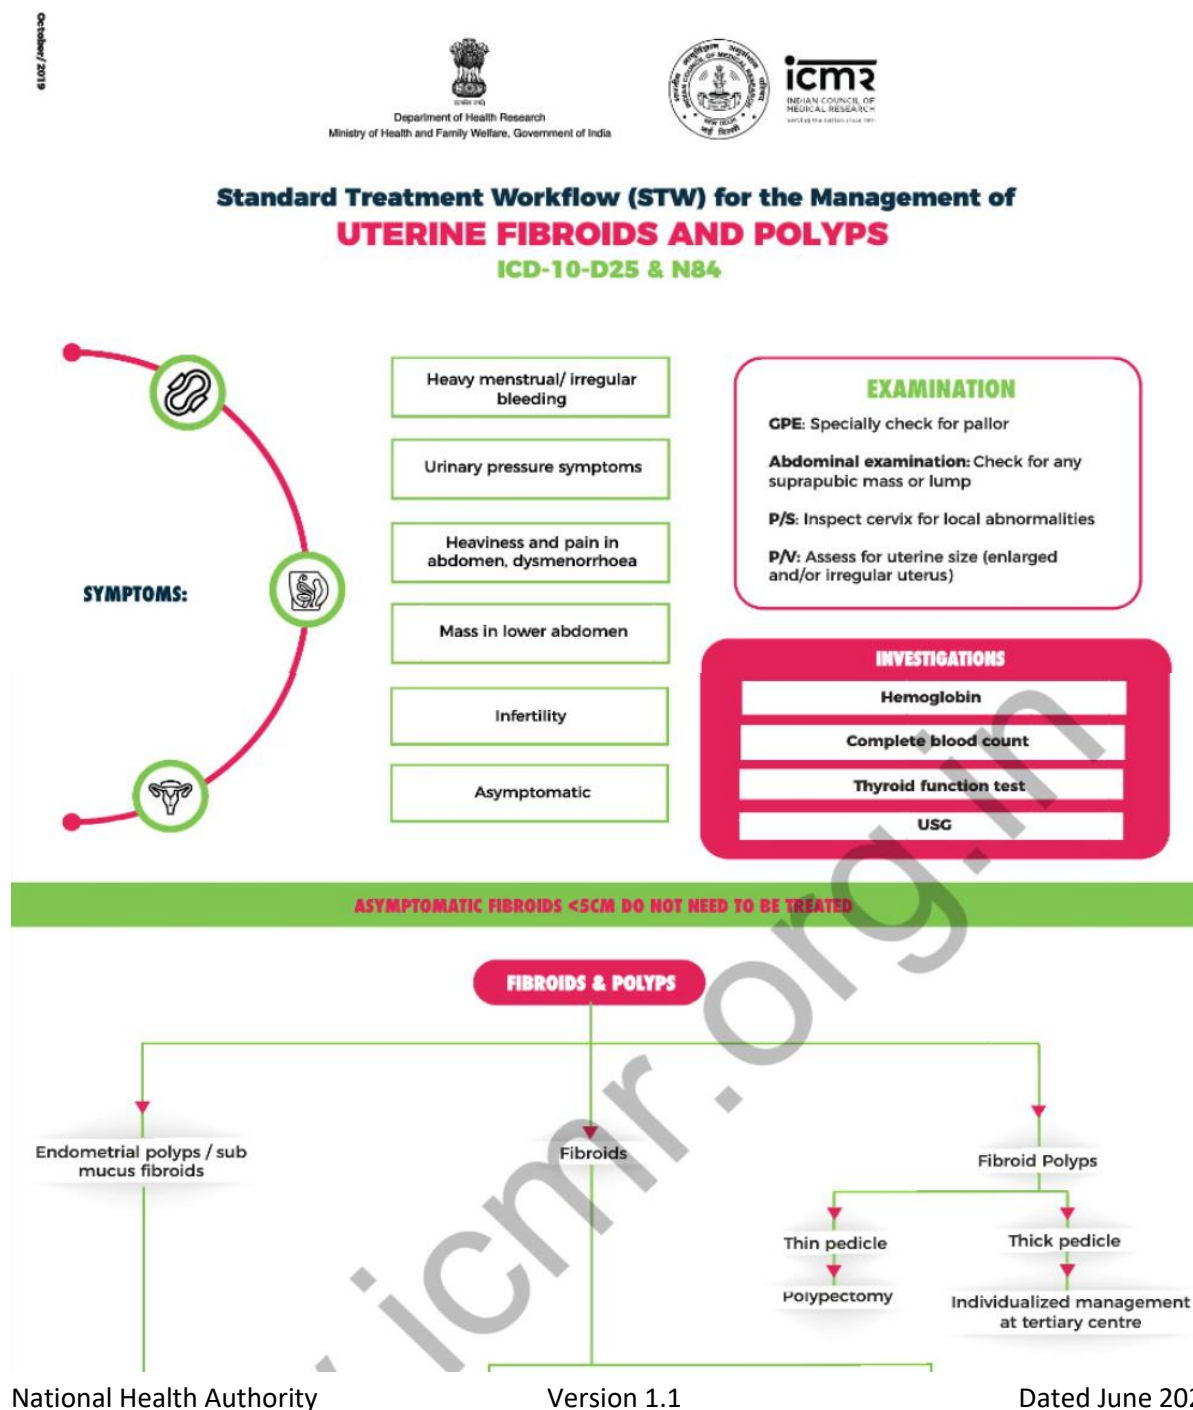 October/ 2019
Department of Health Research
Ministry of Health and Family Welfare, Government of India
icmr
INDIAN COUNCIL OF
MEDICAL RESEARCH
Standard Treatment Workflow (STW) for the Management of
UTERINE FIBROIDS AND POLYPS
ICD-10-D25 & N84
SYMPTOMS:
Heavy menstrual/ irregular
bleeding
Urinary pressure symptoms
Heaviness and pain in
abdomen, dysmenorrhoea
Mass in lower abdomen
Infertility
Asymptomatic
EXAMINATION
GPE: Specially check for pallor
Abdominal examination: Check for any
suprapubic mass or lump
P/S: Inspect cervix for local abnormalities
P/V: Assess for uterine size (enlarged
and/or irregular uterus)
INVESTIGATIONS
Hemoglobin
Complete blood count
Thyroid function test
USG
ASYMPTOMATIC FIBROIDS <5CM DO NOT NEED TO BE TREATED
FIBROIDS & POLYPS
Endometrial polyps / sub
mucus fibroids
Fibroids
Fibroid Polyps
Thin pedicle
Thick pedicle
Polypectomy
Individualized management
at tertiary centre
icmr.org.in
National Health Authority
Version 1.1
Dated June 202